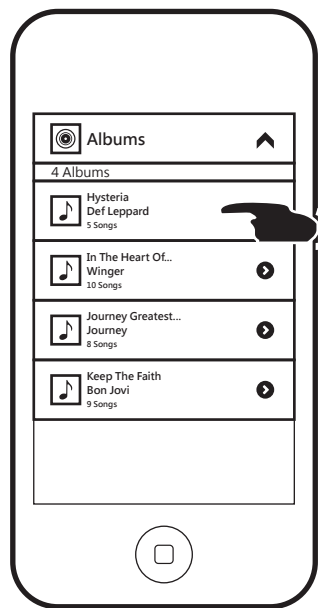 Albums
4 Albums
Hysteria
Def Leppard
5 Songs
In The Heart Of...
Winger
10 Songs
Journey Greatest...
Journey
8 Songs
Keep The Faith
Bon Jovi
9 Songs